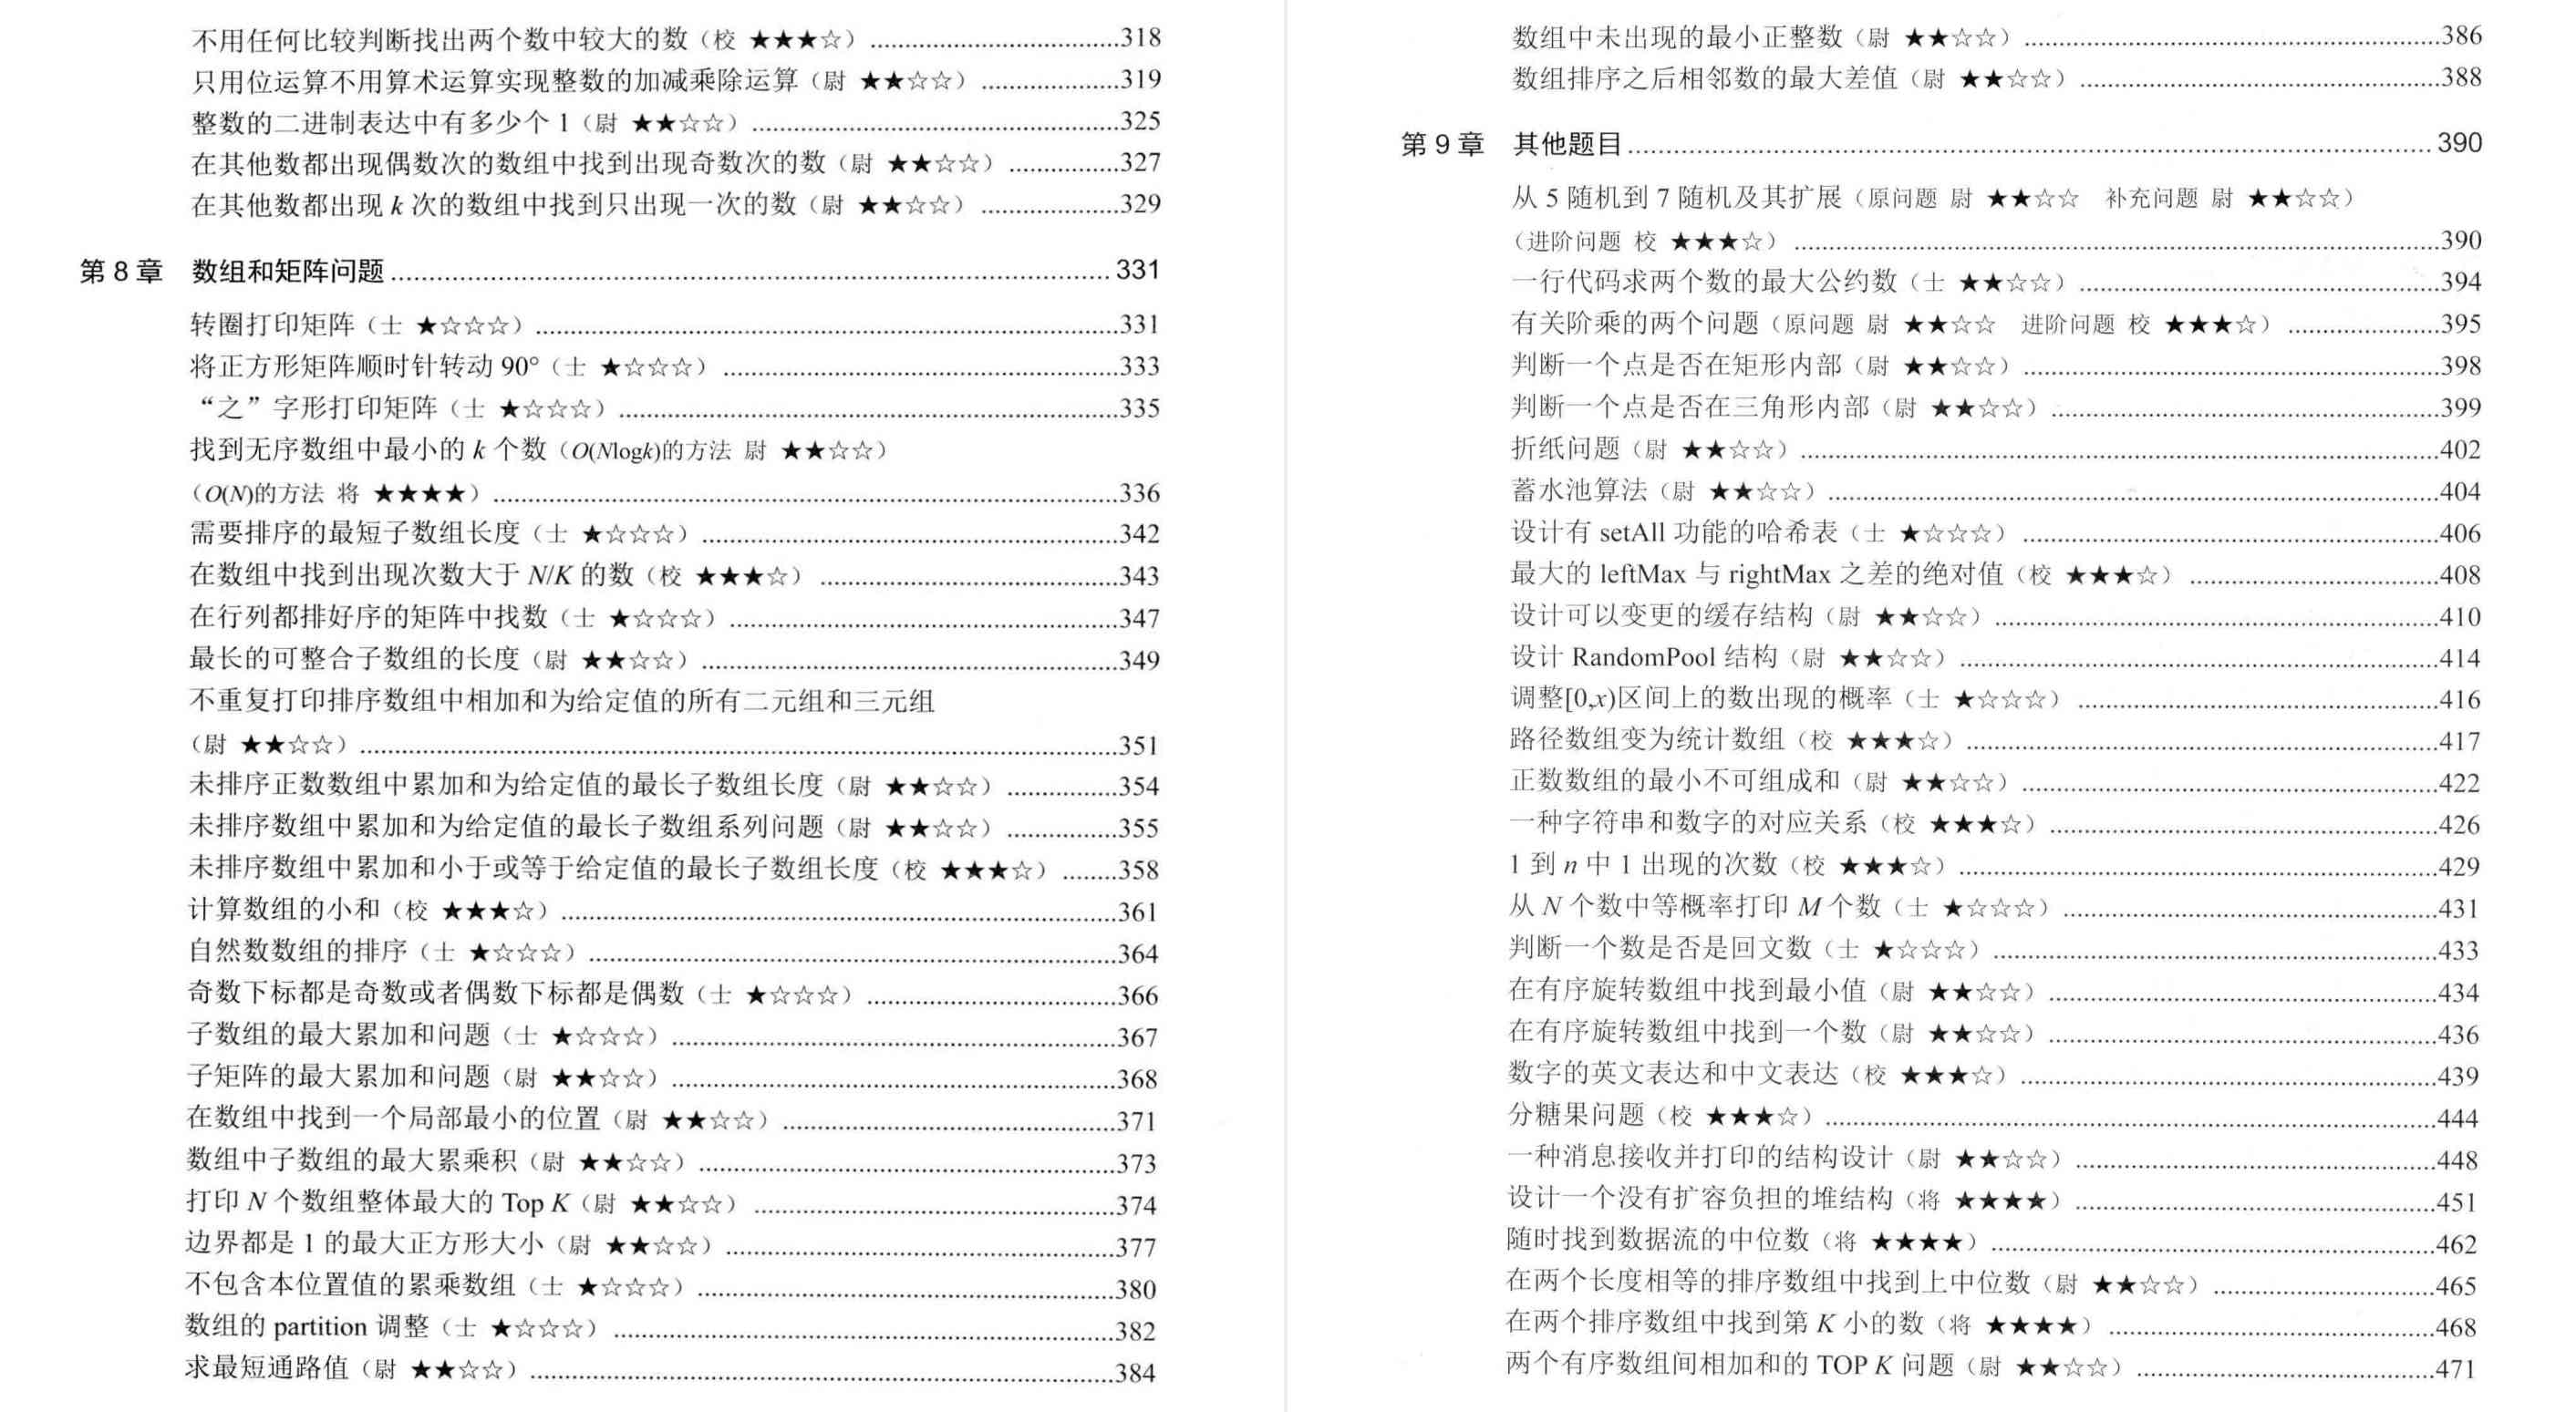 不用任何比较判断找出两个数中较大的数（校 ★★★☆）......318
只用位运算不用算术运算实现整数的加减乘除运算（尉 ★★☆☆）......319
整数的二进制表达中有多少个 1（尉 ★★☆☆）......325
在其他数都出现偶数次的数组中找到出现奇数次的数（尉 ★★☆☆）......327
在其他数都出现 k 次的数组中找到只出现一次的数（尉 ★★☆☆）......329
第 8 章 数组和矩阵问题......331
转圈打印矩阵（士 ★☆☆☆）......331
将正方形矩阵顺时针转动 90°（士 ★☆☆☆）......333
“之”字形打印矩阵（士 ★☆☆☆）......335
找到无序数组中最小的 k 个数（O(Nlogk)的方法 尉 ★★☆☆）
（O(N)的方法 将 ★★★★）......336
需要排序的最短子数组长度（士 ★☆☆☆）......342
在数组中找到出现次数大于 N/K 的数（校 ★★★☆）......343
在行列都排好序的矩阵中找数（士 ★☆☆☆）......347
最长的可整合子数组的长度（尉 ★★☆☆）......349
不重复打印排序数组中相加和为给定值的所有二元组和三元组
（尉 ★★☆☆）......351
未排序正数数组中累加和为给定值的最长子数组长度（尉 ★★☆☆）......354
未排序数组中累加和为给定值的最长子数组系列问题（尉 ★★☆☆）......355
未排序数组中累加和小于或等于给定值的最长子数组长度（校 ★★★☆）......358
计算数组的小和（校 ★★★☆）......361
自然数数组的排序（士 ★☆☆☆）......364
奇数下标都是奇数或者偶数下标都是偶数（士 ★☆☆☆）......366
子数组的最大累加和问题（士 ★☆☆☆）......367
子矩阵的最大累加和问题（尉 ★★☆☆）......368
在数组中找到一个局部最小的位置（尉 ★★☆☆）......371
数组中子数组的最大累乘积（尉 ★★☆☆）......373
打印 N 个数组整体最大的 Top K（尉 ★★☆☆）......374
边界都是 1 的最大正方形大小（尉 ★★☆☆）......377
不包含本位置值的累乘数组（士 ★☆☆☆）......380
数组的 partition 调整（士 ★☆☆☆）......382
求最短通路值（尉 ★★☆☆）......384
数组中未出现的最小正整数（尉 ★★☆☆）......386
数组排序之后相邻数的最大差值（尉 ★★☆☆）......388
第 9 章 其他题目......390
从 5 随机到 7 随机及其扩展（原问题 尉 ★★☆☆ 补充问题 尉 ★★☆☆）
（进阶问题 校 ★★★☆）......390
一行代码求两个数的最大公约数（士 ★★☆☆）......394
有关阶乘的两个问题（原问题 尉 ★★☆☆ 进阶问题 校 ★★★☆）......395
判断一个点是否在矩形内部（尉 ★★☆☆）......398
判断一个点是否在三角形内部（尉 ★★☆☆）......399
折纸问题（尉 ★★☆☆）......402
蓄水池算法（尉 ★★☆☆）......404
设计有 setAll 功能的哈希表（士 ★☆☆☆）......406
最大的 leftMax 与 rightMax 之差的绝对值（校 ★★★☆）......408
设计可以变更的缓存结构（尉 ★★☆☆）......410
设计 RandomPool 结构（尉 ★★☆☆）......414
调整[0,x)区间上的数出现的概率（士 ★☆☆☆）......416
路径数组变为统计数组（校 ★★★☆）......417
正数数组的最小不可组成和（尉 ★★☆☆）......422
一种字符串和数字的对应关系（校 ★★★☆）......426
1 到 n 中 1 出现的次数（校 ★★★☆）......429
从 N 个数中等概率打印 M 个数（士 ★☆☆☆）......431
判断一个数是否是回文数（士 ★☆☆☆）......433
在有序旋转数组中找到最小值（尉 ★★☆☆）......434
在有序旋转数组中找到一个数（尉 ★★☆☆）......436
数字的英文表达和中文表达（校 ★★★☆）......439
分糖果问题（校 ★★★☆）......444
一种消息接收并打印的结构设计（尉 ★★☆☆）......448
设计一个没有扩容负担的堆结构（将 ★★★★）......451
随时找到数据流的中位数（将 ★★★★）......462
在两个长度相等的排序数组中找到上中位数（尉 ★★☆☆）......465
在两个排序数组中找到第 K 小的数（将 ★★★★）......468
两个有序数组间相加和的 TOP K 问题（尉 ★★☆☆）......471